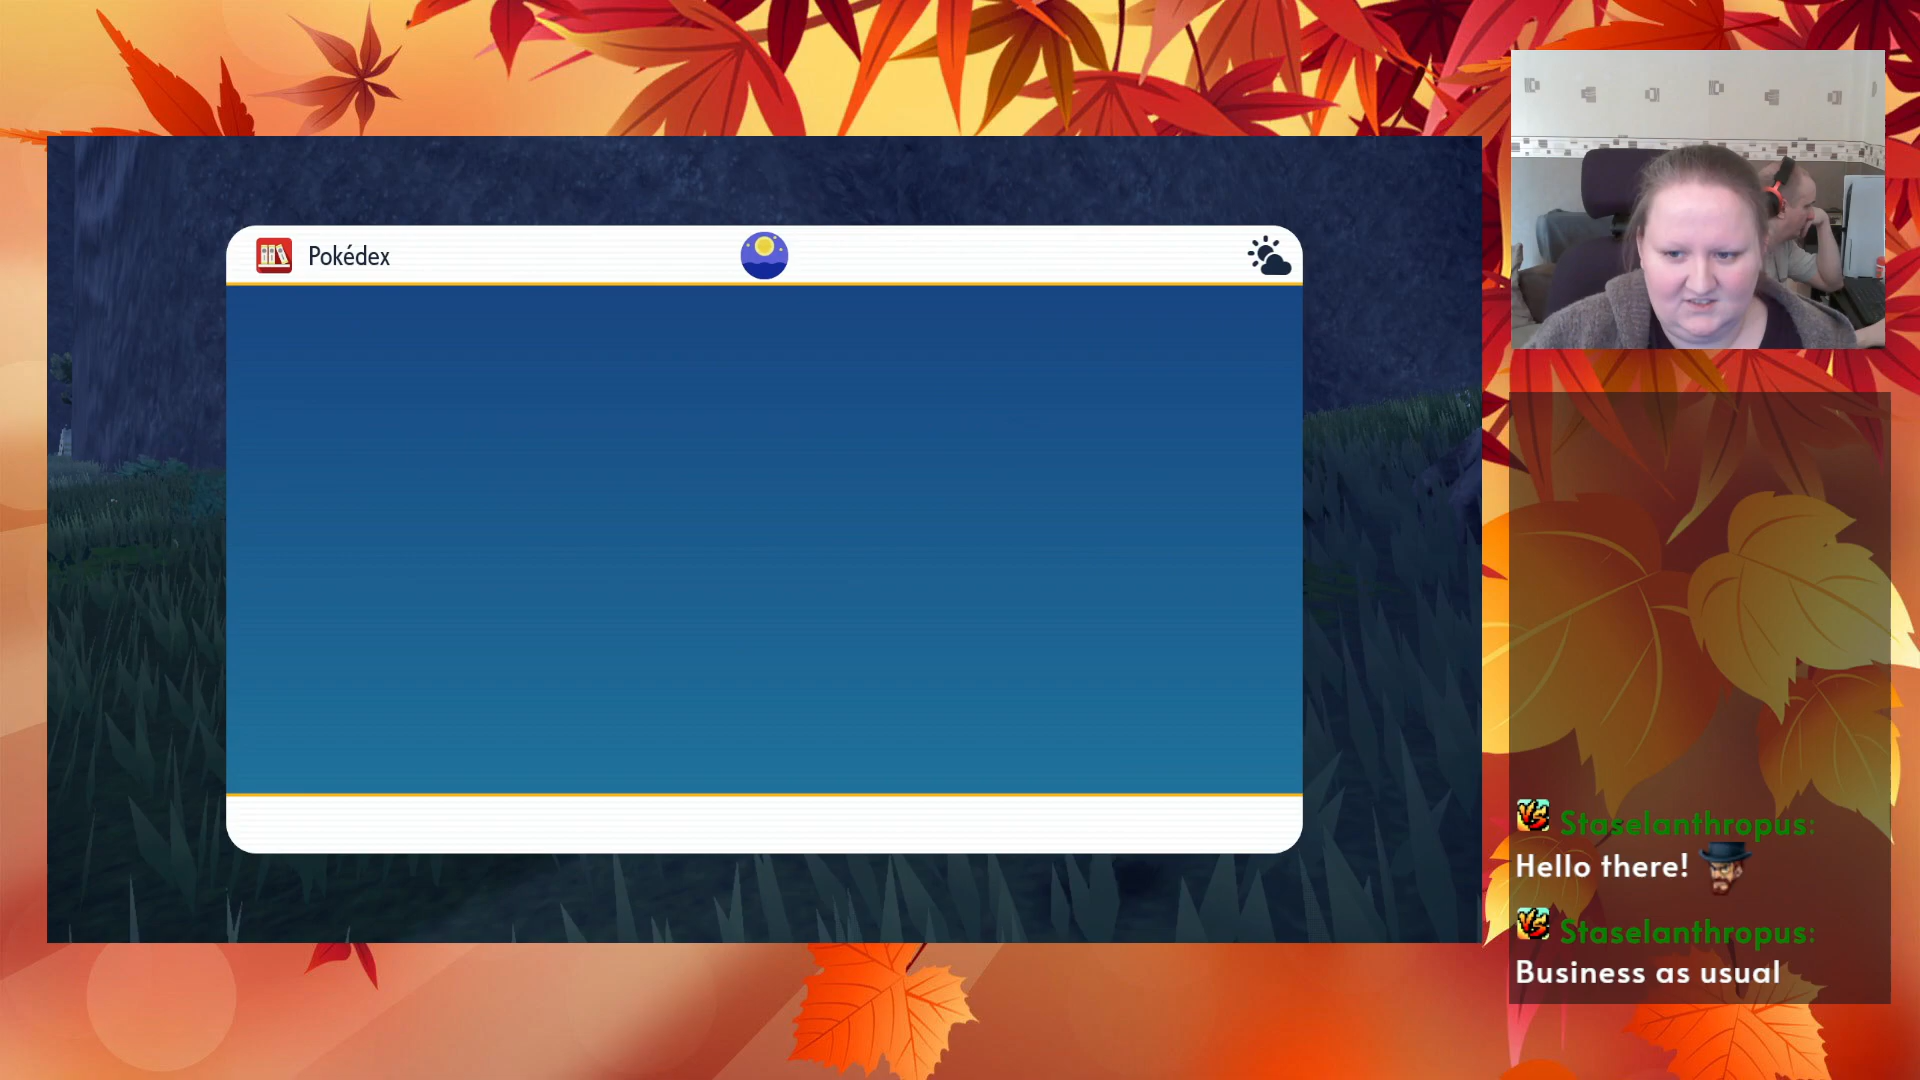 Pokédex
Staselanthropus:
Hello there!
Staselanthropus:
Business as usual